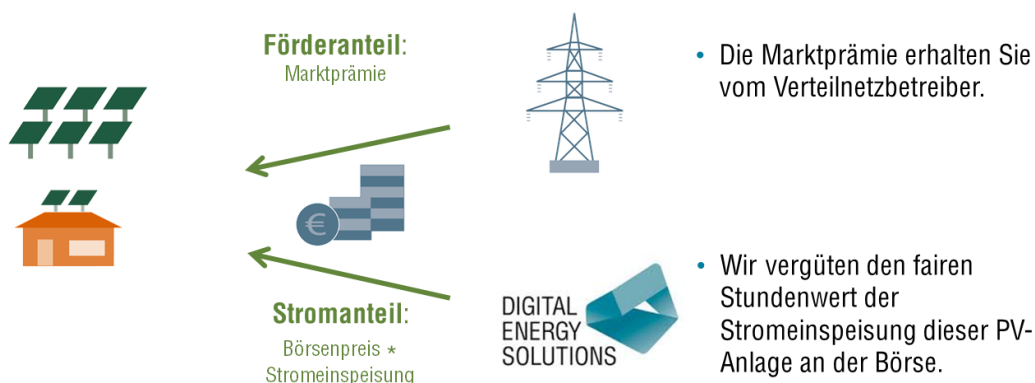 Förderanteil:
Marktprämie
• Die Marktprämie erhalten Sie
vom Verteilnetzbetreiber.
€
Stromanteil:
Börsenpreis *
Stromeinspeisung
DIGITAL
ENERGY
SOLUTIONS
• Wir vergüten den fairen
Stundenwert der
Stromeinspeisung dieser PV-
Anlage an der Börse.